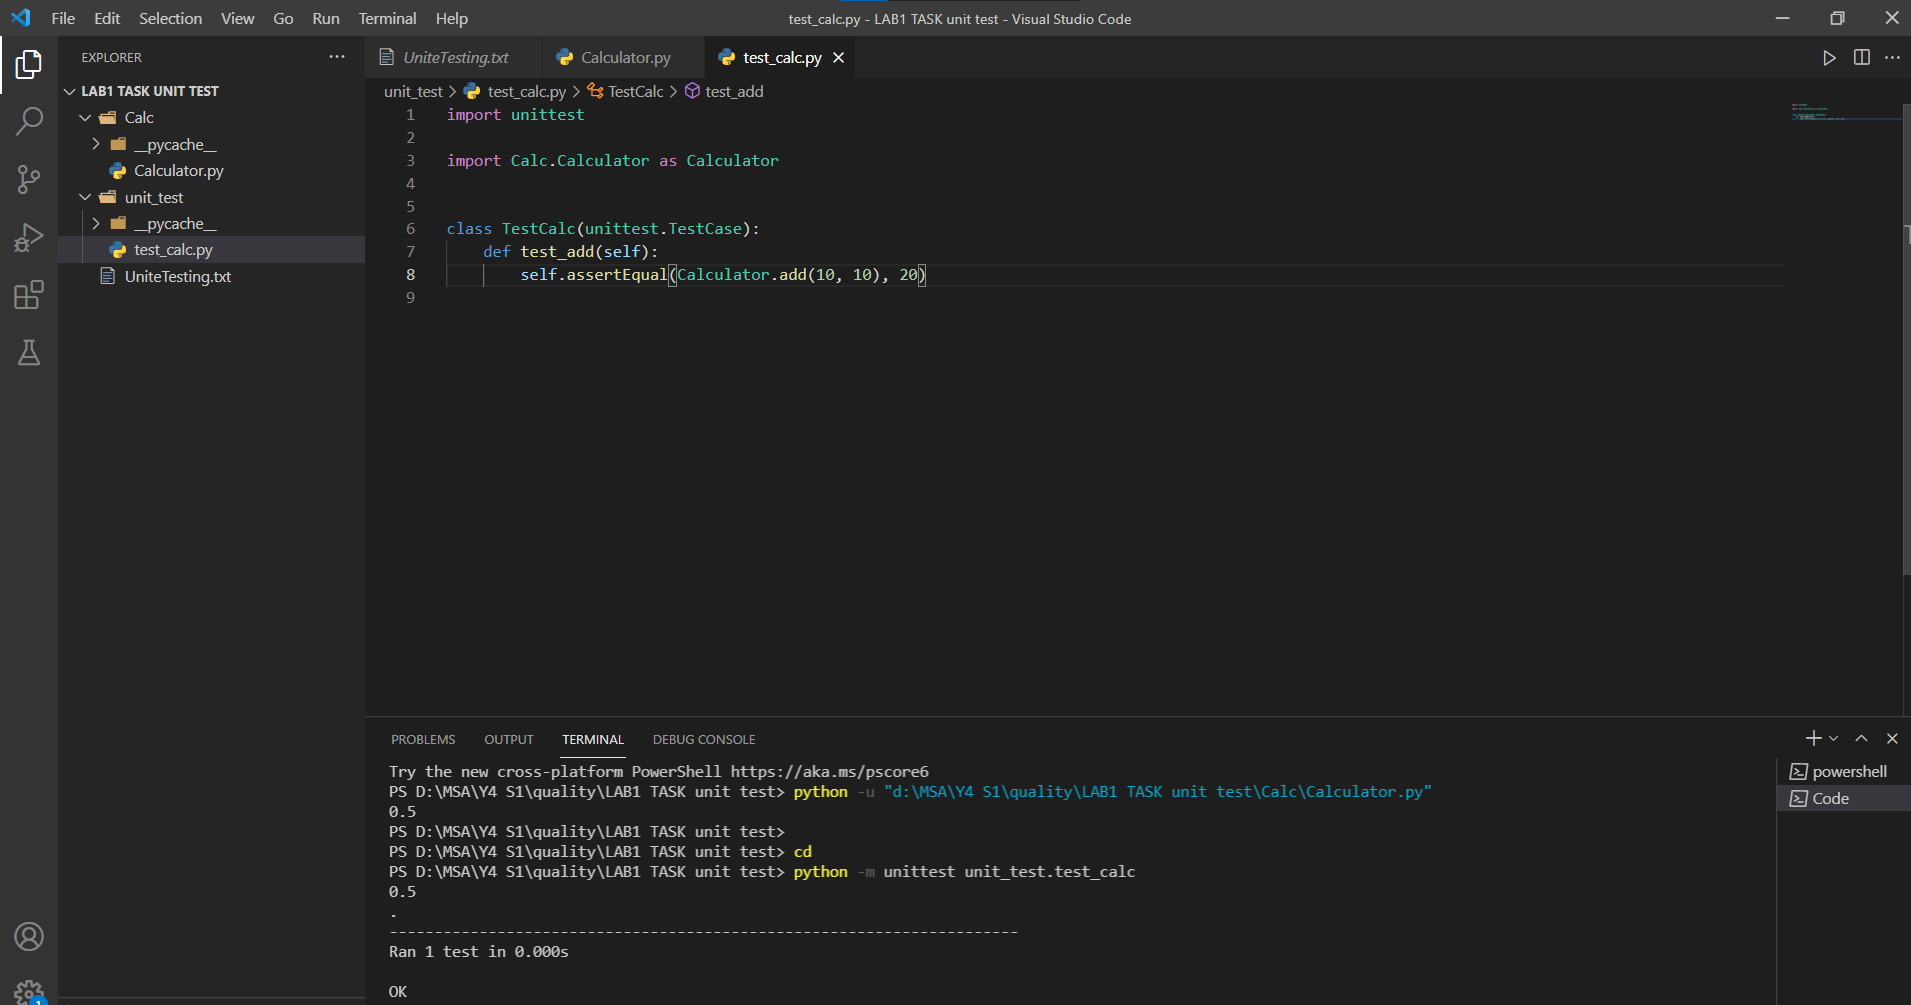 File Edit Selection View Go Run Terminal Help
test_calc.py - LAB1 TASK unit test - Visual Studio Code
EXPLORER
LAB1 TASK UNIT TEST
Calc
__pycache__
Calculator.py
unit_test
__pycache__
test_calc.py
UniteTesting.txt
UniteTesting.txt Calculator.py test_calc.py
unit_test > test_calc.py > TestCalc > test_add
1 import unittest
2
3 import Calc.Calculator as Calculator
4
5
6 class TestCalc(unittest.TestCase):
7 def test_add(self):
8 self.assertEqual(Calculator.add(10, 10), 20)
9
PROBLEMS OUTPUT TERMINAL DEBUG CONSOLE
Try the new cross-platform PowerShell https://aka.ms/pscore6
PS D:\MSA\Y4 S1\quality\LAB1 TASK unit test> python -u "d:\MSA\Y4 S1\quality\LAB1 TASK unit test\Calc\Calculator.py"
0.5
PS D:\MSA\Y4 S1\quality\LAB1 TASK unit test>
PS D:\MSA\Y4 S1\quality\LAB1 TASK unit test> cd
PS D:\MSA\Y4 S1\quality\LAB1 TASK unit test> python -m unittest unit_test.test_calc
0.5
.
----------------------------------------------------------------------
Ran 1 test in 0.000s
OK
powershell
Code
1